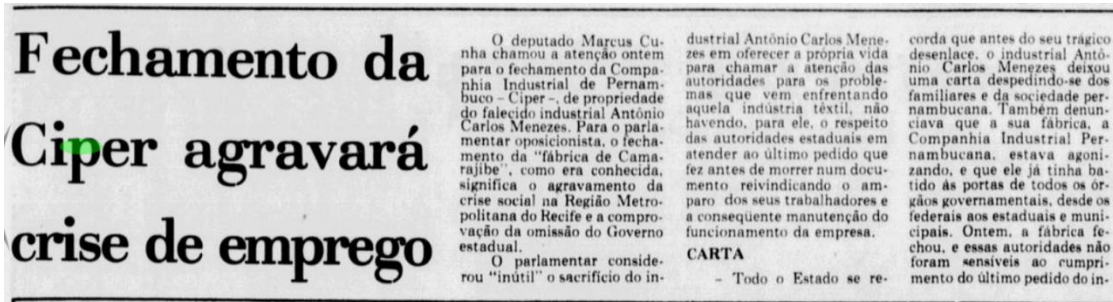 Fechamento da
Ciper agravará
crise de emprego
O deputado Marcus Cu-
nha chamou a atenção ontem
para o fechamento da Compa-
nhia Industrial de Pernam-
buco – Ciper –, de propriedade
do falecido industrial Antônio
Carlos Menezes. Para o parla-
mentar oposicionista, o fecha-
mento da "fábrica de Cama-
rajibe", como era conhecida,
significa o agravamento da
crise social na Região Metro-
politana do Recife e a compro-
vação da omissão do Governo
estadual.
O parlamentar conside-
rou "inútil" o sacrifício do in-
dustrial Antônio Carlos Mene-
zes em oferecer a própria vida
para chamar a atenção das
autoridades para os proble-
mas que vem enfrentando
aquela indústria têxtil, não
havendo, para ele, o respeito
das autoridades estaduais em
atender ao último pedido que
fez antes de morrer num docu-
mento reivindicando o am-
paro dos seus trabalhadores e
a conseqüente manutenção do
funcionamento da empresa.
CARTA
– Todo o Estado se re-
corda que antes do seu trágico
desenlace, o industrial Antô-
nio Carlos Menezes deixou
uma carta despedindo-se dos
familiares e da sociedade per-
nambucana. Também denun-
ciava que a sua fábrica, a
Companhia Industrial Per-
nambucana, estava agoni-
zando, e que ele já tinha ba-
tido às portas de todos os ór-
gãos governamentais, desde os
federais aos estaduais e muni-
cipais. Ontem, a fábrica fe-
chou, e essas autoridades não
foram sensíveis ao cumpri-
mento do último pedido do in-